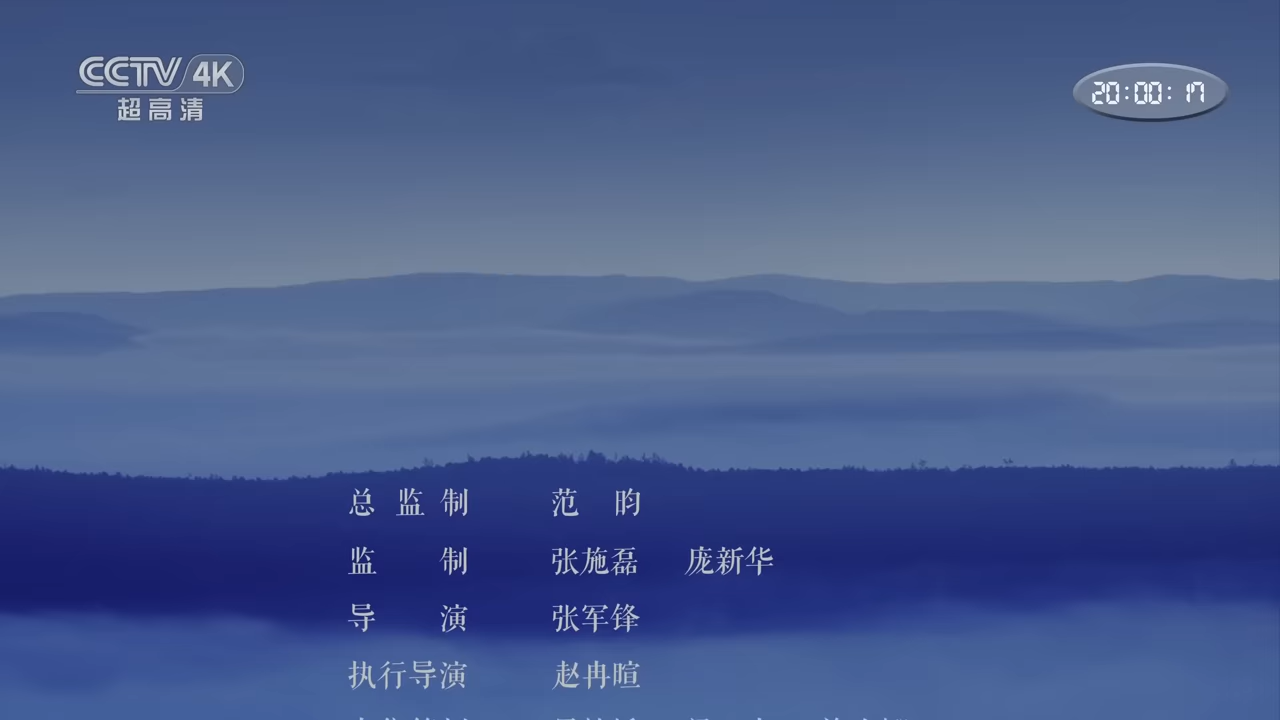 CCTV 4K
超高清
20:00:17
总监制 范昀
监制 张施磊 庞新华
导演 张军锋
执行导演 赵冉暄